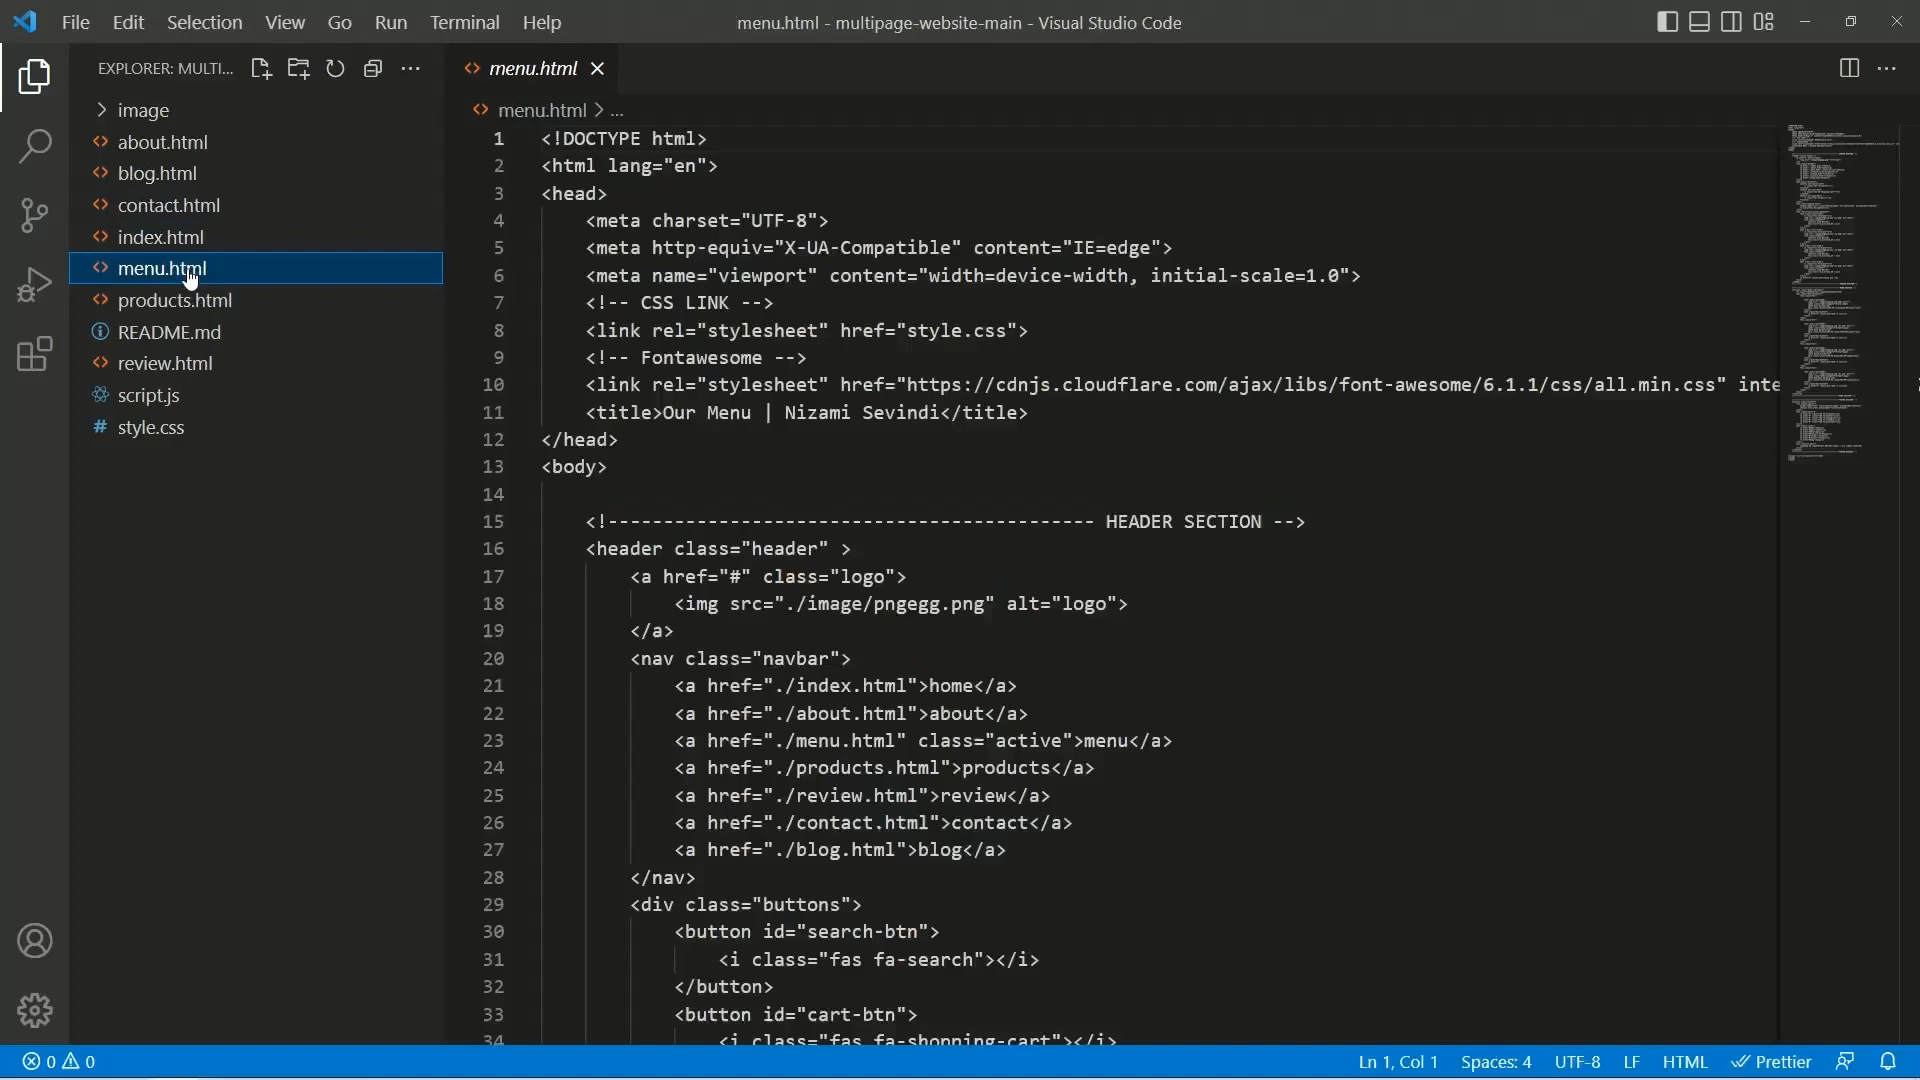 File Edit Selection View Go Run Terminal Help
menu.html - multipage-website-main - Visual Studio Code
EXPLORER: MULTI...
image
about.html
blog.html
contact.html
index.html
menu.html
products.html
README.md
review.html
script.js
style.css
menu.html
menu.html > ...
1 <!DOCTYPE html>
2 <html lang="en">
3 <head>
4 <meta charset="UTF-8">
5 <meta http-equiv="X-UA-Compatible" content="IE=edge">
6 <meta name="viewport" content="width=device-width, initial-scale=1.0">
7 <!-- CSS LINK -->
8 <link rel="stylesheet" href="style.css">
9 <!-- Fontawesome -->
10 <link rel="stylesheet" href="https://cdnjs.cloudflare.com/ajax/libs/font-awesome/6.1.1/css/all.min.css" inte
11 <title>Our Menu | Nizami Sevindi</title>
12 </head>
13 <body>
14
15 <!-------------------------------------------- HEADER SECTION -->
16 <header class="header" >
17 <a href="#" class="logo">
18 <img src="./image/pngegg.png" alt="logo">
19 </a>
20 <nav class="navbar">
21 <a href="./index.html">home</a>
22 <a href="./about.html">about</a>
23 <a href="./menu.html" class="active">menu</a>
24 <a href="./products.html">products</a>
25 <a href="./review.html">review</a>
26 <a href="./contact.html">contact</a>
27 <a href="./blog.html">blog</a>
28 </nav>
29 <div class="buttons">
30 <button id="search-btn">
31 <i class="fas fa-search"></i>
32 </button>
33 <button id="cart-btn">
34 <i class="fas fa-shopping-cart"></i>
0 0
Ln 1, Col 1 Spaces: 4 UTF-8 LF HTML Prettier